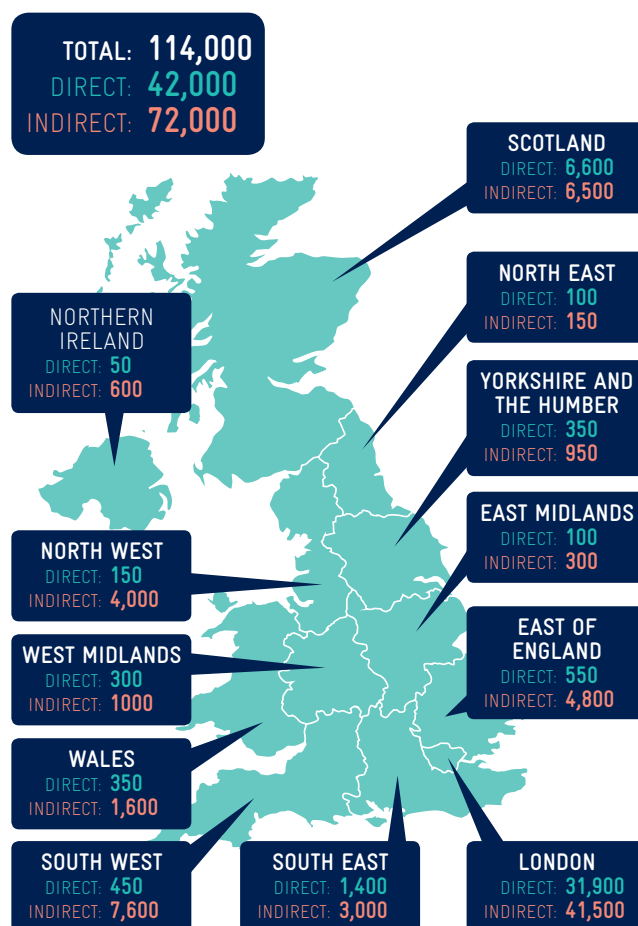 TOTAL: 114,000
DIRECT: 42,000
INDIRECT: 72,000
SCOTLAND
DIRECT: 6,600
INDIRECT: 6,500
NORTH EAST
DIRECT: 100
INDIRECT: 150
NORTHERN
IRELAND
DIRECT: 50
INDIRECT: 600
YORKSHIRE AND
THE HUMBER
DIRECT: 350
INDIRECT: 950
EAST MIDLANDS
DIRECT: 100
INDIRECT: 300
NORTH WEST
DIRECT: 150
INDIRECT: 4,000
EAST OF
ENGLAND
DIRECT: 550
INDIRECT: 4,800
WEST MIDLANDS
DIRECT: 300
INDIRECT: 1000
WALES
DIRECT: 350
INDIRECT: 1,600
SOUTH WEST
DIRECT: 450
INDIRECT: 7,600
SOUTH EAST
DIRECT: 1,400
INDIRECT: 3,000
LONDON
DIRECT: 31,900
INDIRECT: 41,500